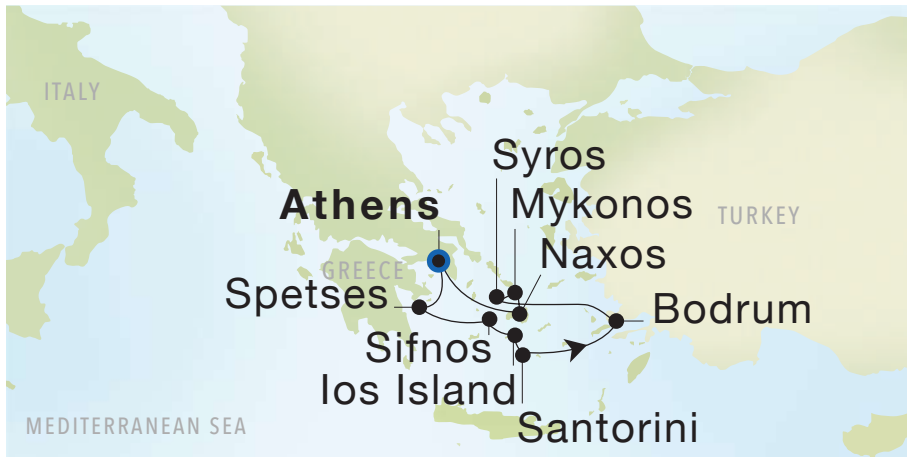 ITALY
Syros
Athens
Mykonos
TURKEY
Naxos
GREECE
Spetses
Bodrum
Sifnos
Ios Island
Santorini
MEDITERRANEAN SEA